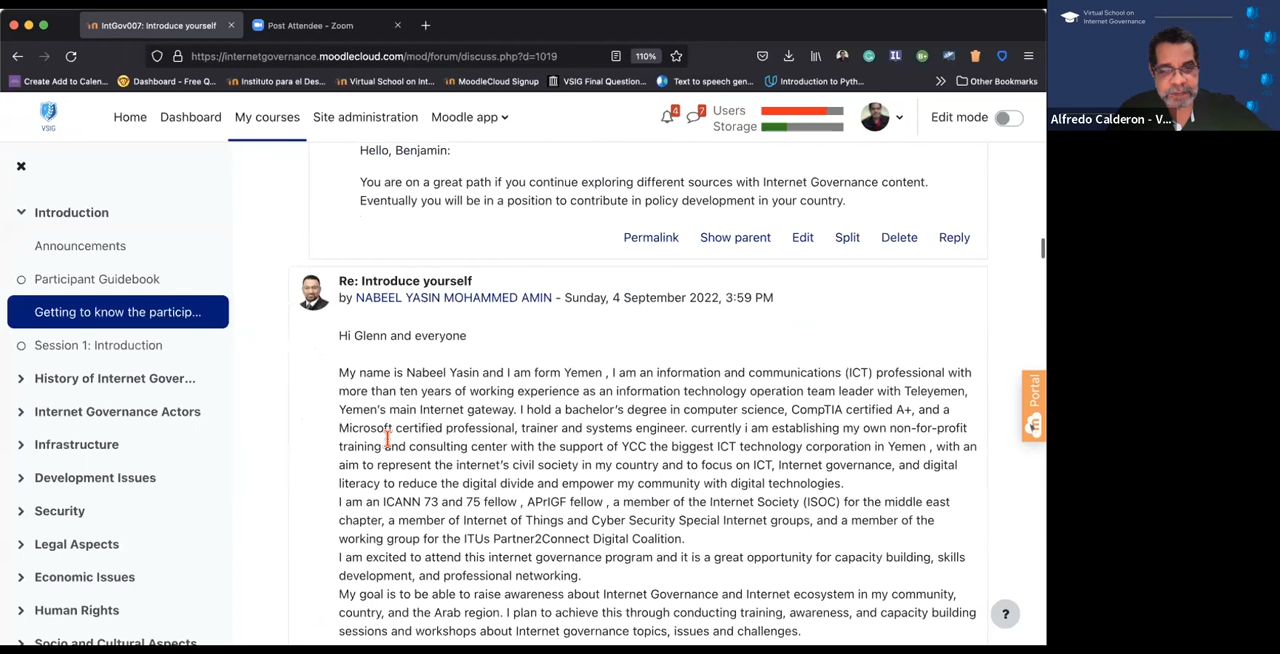 IntGov007: Introduce yourself
Post Attendee - Zoom
https://internetgovernance.moodlecloud.com/mod/forum/discuss.php?d=1019
110%
Create Add to Calen...
Dashboard - Free Q...
Instituto para el Des...
Virtual School on Int...
MoodleCloud Signup
VSIG Final Question...
Text to speech gen...
Introduction to Pyth...
Other Bookmarks
VSIG
Home
Dashboard
My courses
Site administration
Moodle app
4
7
Users
Storage
Edit mode
Introduction
Announcements
Participant Guidebook
Getting to know the particip...
Session 1: Introduction
History of Internet Gover...
Internet Governance Actors
Infrastructure
Development Issues
Security
Legal Aspects
Economic Issues
Human Rights
Socio and Cultural Aspects
Hello, Benjamin:
You are on a great path if you continue exploring different sources with Internet Governance content.
Eventually you will be in a position to contribute in policy development in your country.
Permalink Show parent Edit Split Delete Reply
Re: Introduce yourself
by NABEEL YASIN MOHAMMED AMIN - Sunday, 4 September 2022, 3:59 PM
Hi Glenn and everyone
My name is Nabeel Yasin and I am form Yemen , I am an information and communications (ICT) professional with
more than ten years of working experience as an information technology operation team leader with Teleyemen,
Yemen's main Internet gateway. I hold a bachelor's degree in computer science, CompTIA certified A+, and a
Microsoft certified professional, trainer and systems engineer. currently i am establishing my own non-for-profit
training and consulting center with the support of YCC the biggest ICT technology corporation in Yemen , with an
aim to represent the internet's civil society in my country and to focus on ICT, Internet governance, and digital
literacy to reduce the digital divide and empower my community with digital technologies.
I am an ICANN 73 and 75 fellow , APrIGF fellow , a member of the Internet Society (ISOC) for the middle east
chapter, a member of Internet of Things and Cyber Security Special Internet groups, and a member of the
working group for the ITUs Partner2Connect Digital Coalition.
I am excited to attend this internet governance program and it is a great opportunity for capacity building, skills
development, and professional networking.
My goal is to be able to raise awareness about Internet Governance and Internet ecosystem in my community,
country, and the Arab region. I plan to achieve this through conducting training, awareness, and capacity building
sessions and workshops about Internet governance topics, issues and challenges.
Portal
?
Virtual School on
Internet Governance
Alfredo Calderon - V...